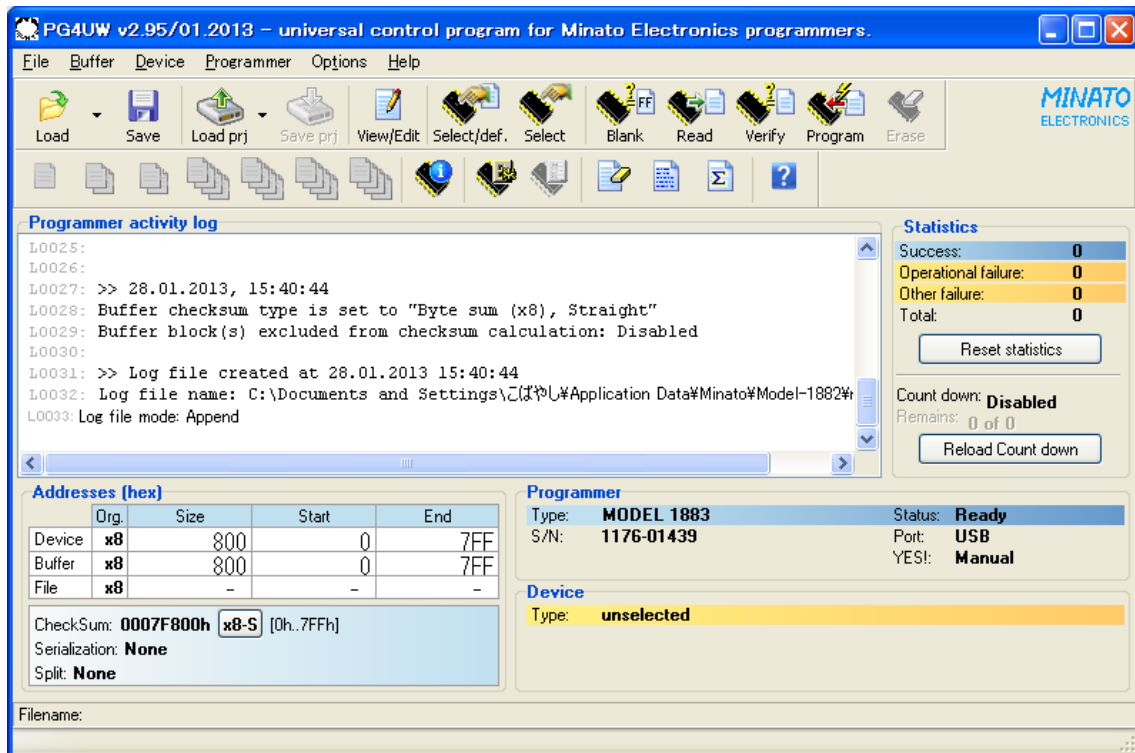 PG4UW v2.95/01.2013 – universal control program for Minato Electronics programmers.
File Buffer Device Programmer Options Help
Load Save Load prj Save prj View/Edit Select/def. Select Blank Read Verify Program Erase
FF
MINATO
ELECTRONICS
Programmer activity log
L0025:
L0026:
L0027: >> 28.01.2013, 15:40:44
L0028: Buffer checksum type is set to "Byte sum (x8), Straight"
L0029: Buffer block(s) excluded from checksum calculation: Disabled
L0030:
L0031: >> Log file created at 28.01.2013 15:40:44
L0032: Log file name: C:\Documents and Settings\こばやし¥Application Data¥Minato¥Model-1882¥r
L0033: Log file mode: Append
Statistics
Success: 0
Operational failure: 0
Other failure: 0
Total: 0
Reset statistics
Count down: Disabled
Remains: 0 of 0
Reload Count down
Addresses (hex)
Org. Size Start End
Device x8 800 0 7FF
Buffer x8 800 0 7FF
File x8 – – –
CheckSum: 0007F800h x8-S [0h..7FFh]
Serialization: None
Split: None
Programmer
Type: MODEL 1883 Status: Ready
S/N: 1176-01439 Port: USB
YES!: Manual
Device
Type: unselected
Filename: